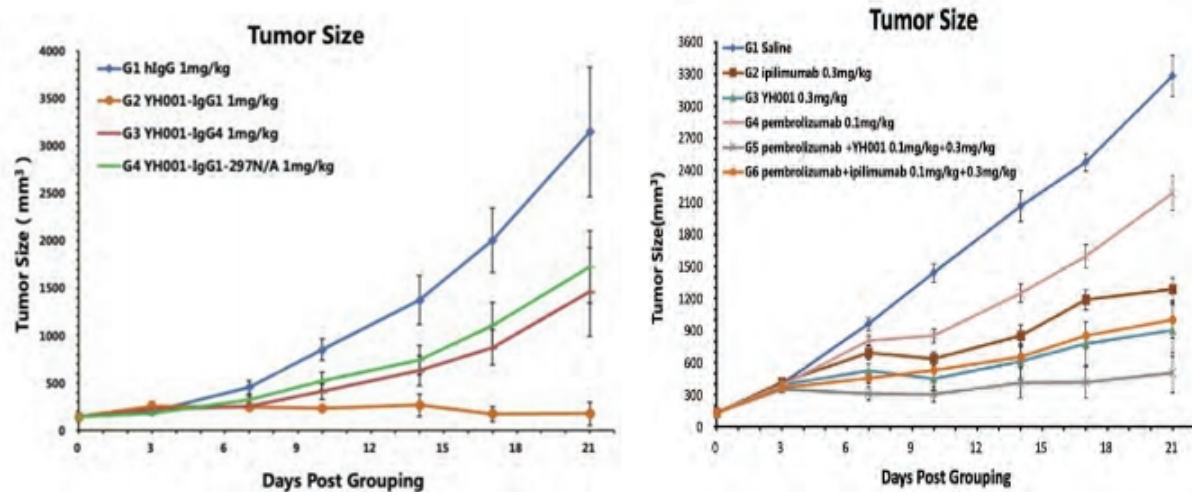 Tumor Size
4000
3500
3000
2500
2000
1500
1000
500
0
Tumor Size ( mm³ )
G1 hIgG 1mg/kg
G2 YH001-IgG1 1mg/kg
G3 YH001-IgG4 1mg/kg
G4 YH001-IgG1-297N/A 1mg/kg
0 3 6 9 12 15 18 21
Days Post Grouping
Tumor Size
3600
3300
3000
2700
2400
2100
1800
1500
1200
900
600
300
0
Tumor Size(mm³)
G1 Saline
G2 ipilimumab 0.3mg/kg
G3 YH001 0.3mg/kg
G4 pembrolizumab 0.1mg/kg
G5 pembrolizumab +YH001 0.1mg/kg+0.3mg/kg
G6 pembrolizumab+ipilimumab 0.1mg/kg+0.3mg/kg
0 3 6 9 12 15 18 21
Days Post Grouping